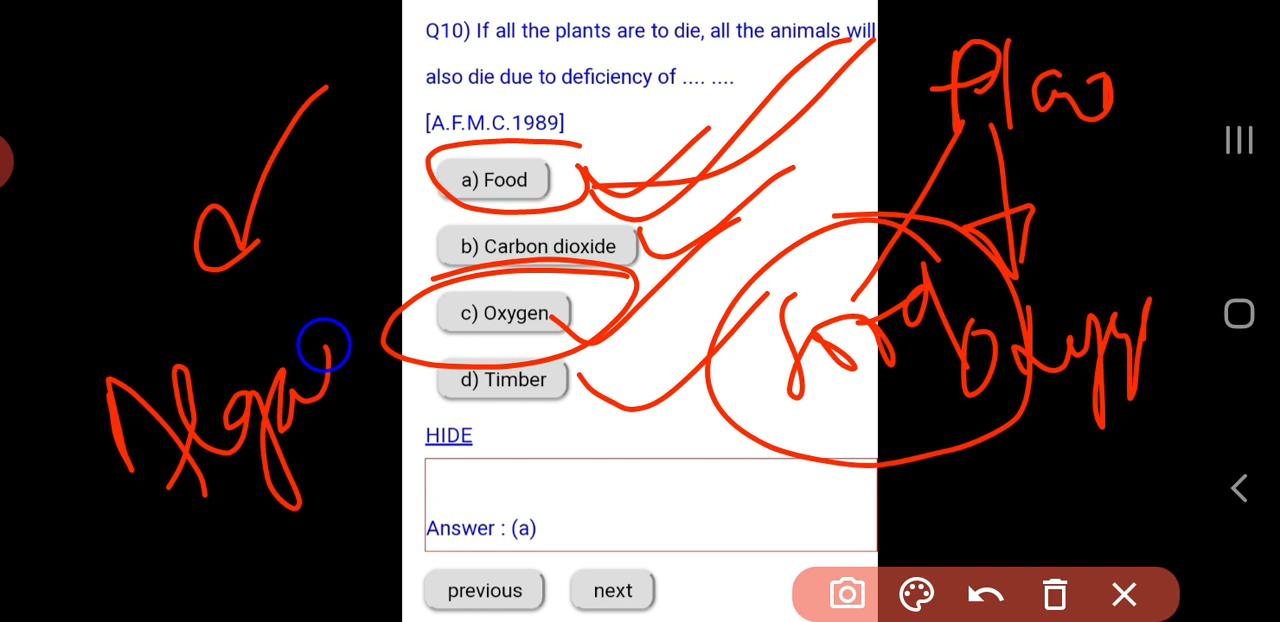 Q10) If all the plants are to die, all the animals will
also die due to deficiency of .... ....
[A.F.M.C.1989]
a) Food
b) Carbon dioxide
c) Oxygen
d) Timber
HIDE
Answer : (a)
previous next
food